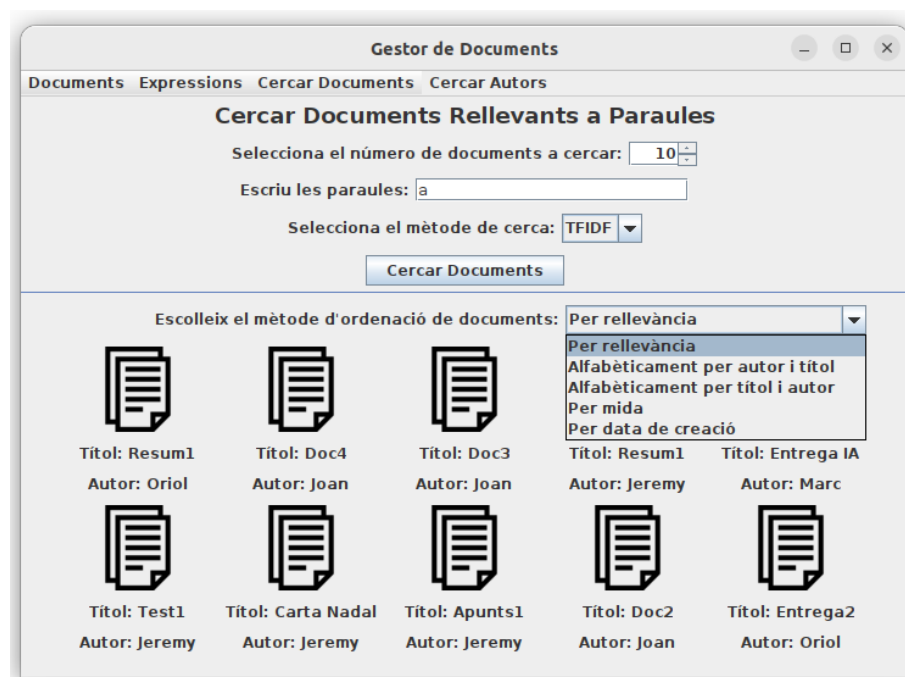 Gestor de Documents
Documents Expressions Cercar Documents Cercar Autors
Cercar Documents Rellevants a Paraules
Selecciona el número de documents a cercar: 10
Escriu les paraules: a
Selecciona el mètode de cerca: TFIDF
Cercar Documents
Escolleix el mètode d'ordenació de documents: Per rellevància
Per rellevància
Alfabèticament per autor i títol
Alfabèticament per títol i autor
Per mida
Per data de creació
Títol: Resum1 Títol: Doc4 Títol: Doc3 Títol: Resum1 Títol: Entrega IA
Autor: Oriol Autor: Joan Autor: Joan Autor: Jeremy Autor: Marc
Títol: Test1 Títol: Carta Nadal Títol: Apunts1 Títol: Doc2 Títol: Entrega2
Autor: Jeremy Autor: Jeremy Autor: Jeremy Autor: Joan Autor: Oriol